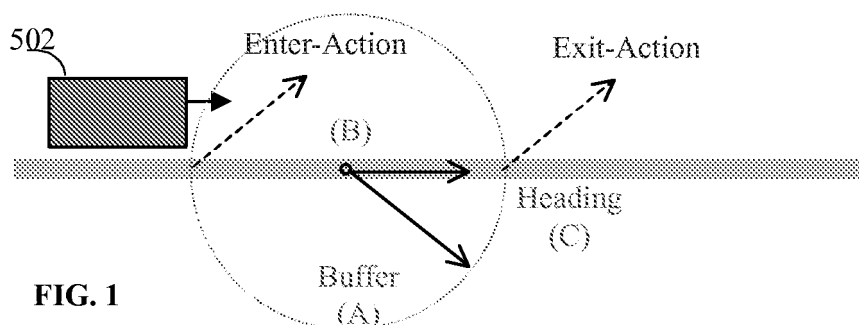 502
Enter-Action
Exit-Action
(B)
Heading
(C)
Buffer
(A)
FIG. 1